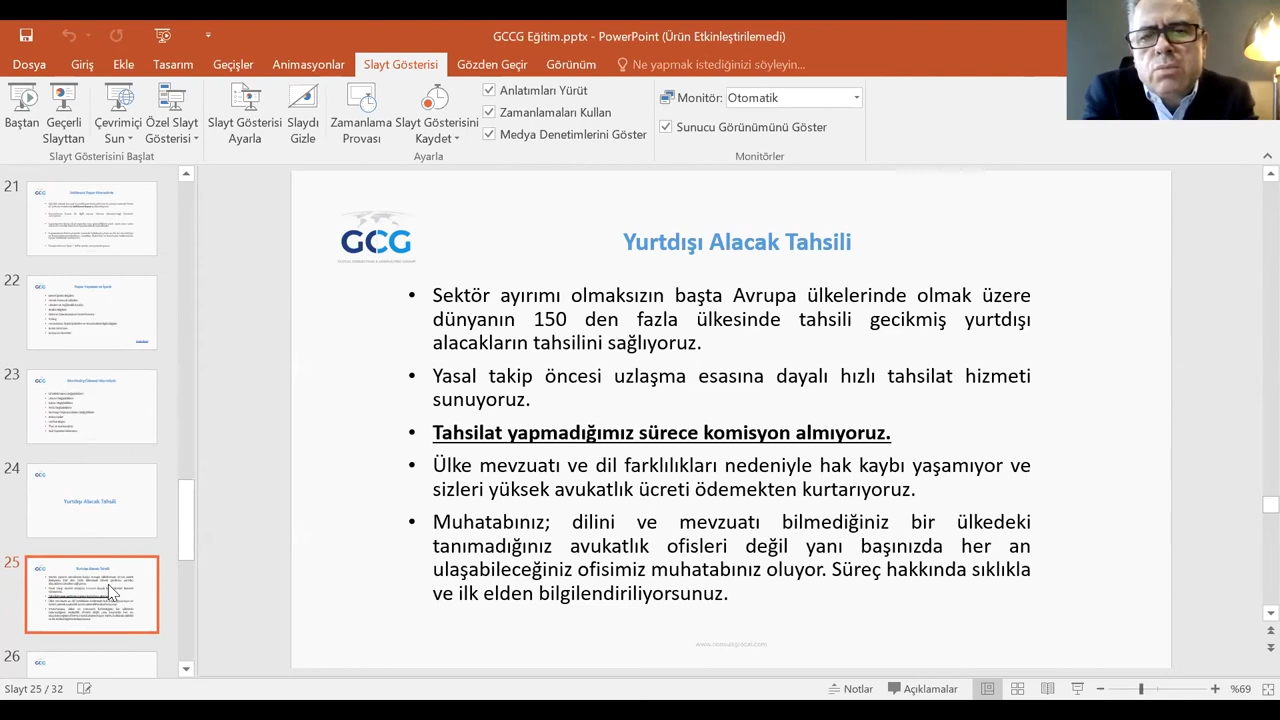 GCCG Eğitim.pptx - PowerPoint (Ürün Etkinleştirilemedi)
Dosya Giriş Ekle Tasarım Geçişler Animasyonlar Slayt Gösterisi Gözden Geçir Görünüm Ne yapmak istediğinizi söyleyin...
Baştan
Geçerli Slayttan
Çevrimiçi Sun
Özel Slayt Gösterisi
Slayt Gösterisini Başlat
Slayt Gösterisi Ayarla
Slaydı Gizle
Zamanlama Provası
Slayt Gösterisini Kaydet
Anlatımları Yürüt
Zamanlamaları Kullan
Medya Denetimlerini Göster
Ayarla
Monitör: Otomatik
Sunucu Görünümünü Göster
Monitörler
21
22
23
24
Yurtdışı Alacak Tahsili
25
26
GCG
Yurtdışı Alacak Tahsili
• Sektör ayırımı olmaksızın başta Avrupa ülkelerinde olmak üzere
dünyanın 150 den fazla ülkesinde tahsili gecikmiş yurtdışı
alacakların tahsilini sağlıyoruz.
• Yasal takip öncesi uzlaşma esasına dayalı hızlı tahsilat hizmeti
sunuyoruz.
• Tahsilat yapmadığımız sürece komisyon almıyoruz.
• Ülke mevzuatı ve dil farklılıkları nedeniyle hak kaybı yaşamıyor ve
sizleri yüksek avukatlık ücreti ödemekten kurtarıyoruz.
• Muhatabınız; dilini ve mevzuatı bilmediğiniz bir ülkedeki
tanımadığınız avukatlık ofisleri değil yanı başınızda her an
ulaşabileceğiniz ofisimiz muhatabınız oluyor. Süreç hakkında sıklıkla
ve ilk elden bilgilendiriliyorsunuz.
Slayt 25 / 32
Notlar
Açıklamalar
%69